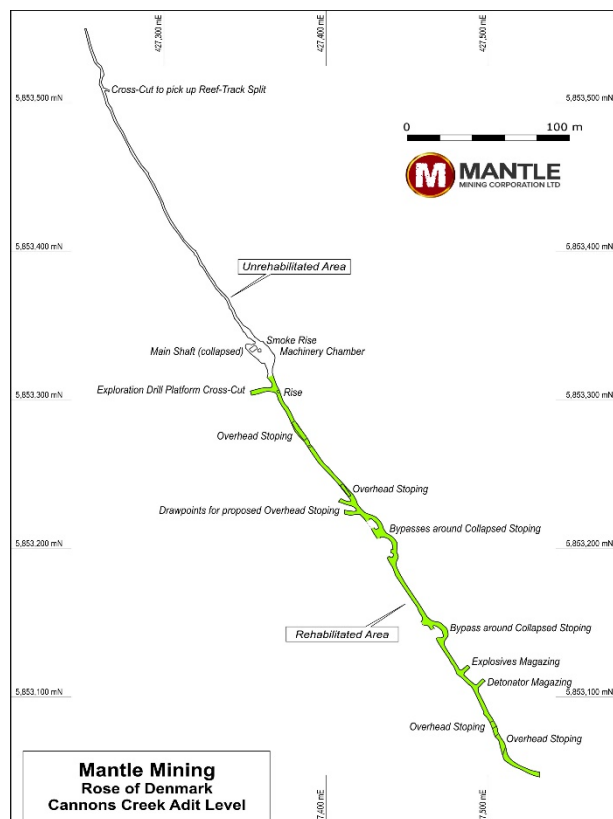 427,300 mE
427,400 mE
427,500 mE
5,853,500 mN
5,853,500 mN
Cross-Cut to pick up Reef-Track Split
0
100 m
M MANTLE
MINING CORPORATION LTD
5,853,400 mN
5,853,400 mN
Unrehabilitated Area
Smoke Rise
Main Shaft (collapsed)
Machinery Chamber
5,853,300 mN
5,853,300 mN
Exploration Drill Platform Cross-Cut
Rise
Overhead Stoping
Overhead Stoping
Drawpoints for proposed Overhead Stoping
Bypasses around Collapsed Stoping
5,853,200 mN
5,853,200 mN
Rehabilitated Area
Bypass around Collapsed Stoping
Explosives Magazing
Detonator Magazing
5,853,100 mN
5,853,100 mN
Overhead Stoping
Overhead Stoping
Mantle Mining
Rose of Denmark
Cannons Creek Adit Level
427,400 mE
427,500 mE